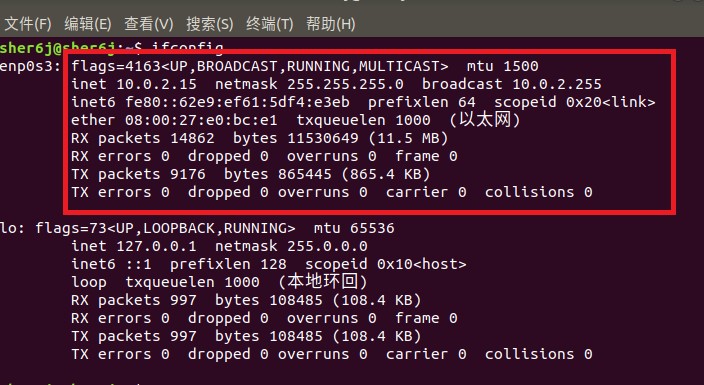 文件(F) 编辑(E) 查看(V) 搜索(S) 终端(T) 帮助(H)
sher6j@sher6j:~$ ifconfig
enp0s3: flags=4163<UP,BROADCAST,RUNNING,MULTICAST>  mtu 1500
inet 10.0.2.15  netmask 255.255.255.0  broadcast 10.0.2.255
inet6 fe80::62e9:ef61:5df4:e3eb  prefixlen 64  scopeid 0x20<link>
ether 08:00:27:e0:bc:e1  txqueuelen 1000  (以太网)
RX packets 14862  bytes 11530649 (11.5 MB)
RX errors 0  dropped 0  overruns 0  frame 0
TX packets 9176  bytes 865445 (865.4 KB)
TX errors 0  dropped 0 overruns 0  carrier 0  collisions 0
lo: flags=73<UP,LOOPBACK,RUNNING>  mtu 65536
inet 127.0.0.1  netmask 255.0.0.0
inet6 ::1  prefixlen 128  scopeid 0x10<host>
loop  txqueuelen 1000  (本地环回)
RX packets 997  bytes 108485 (108.4 KB)
RX errors 0  dropped 0  overruns 0  frame 0
TX packets 997  bytes 108485 (108.4 KB)
TX errors 0  dropped 0 overruns 0  carrier 0  collisions 0